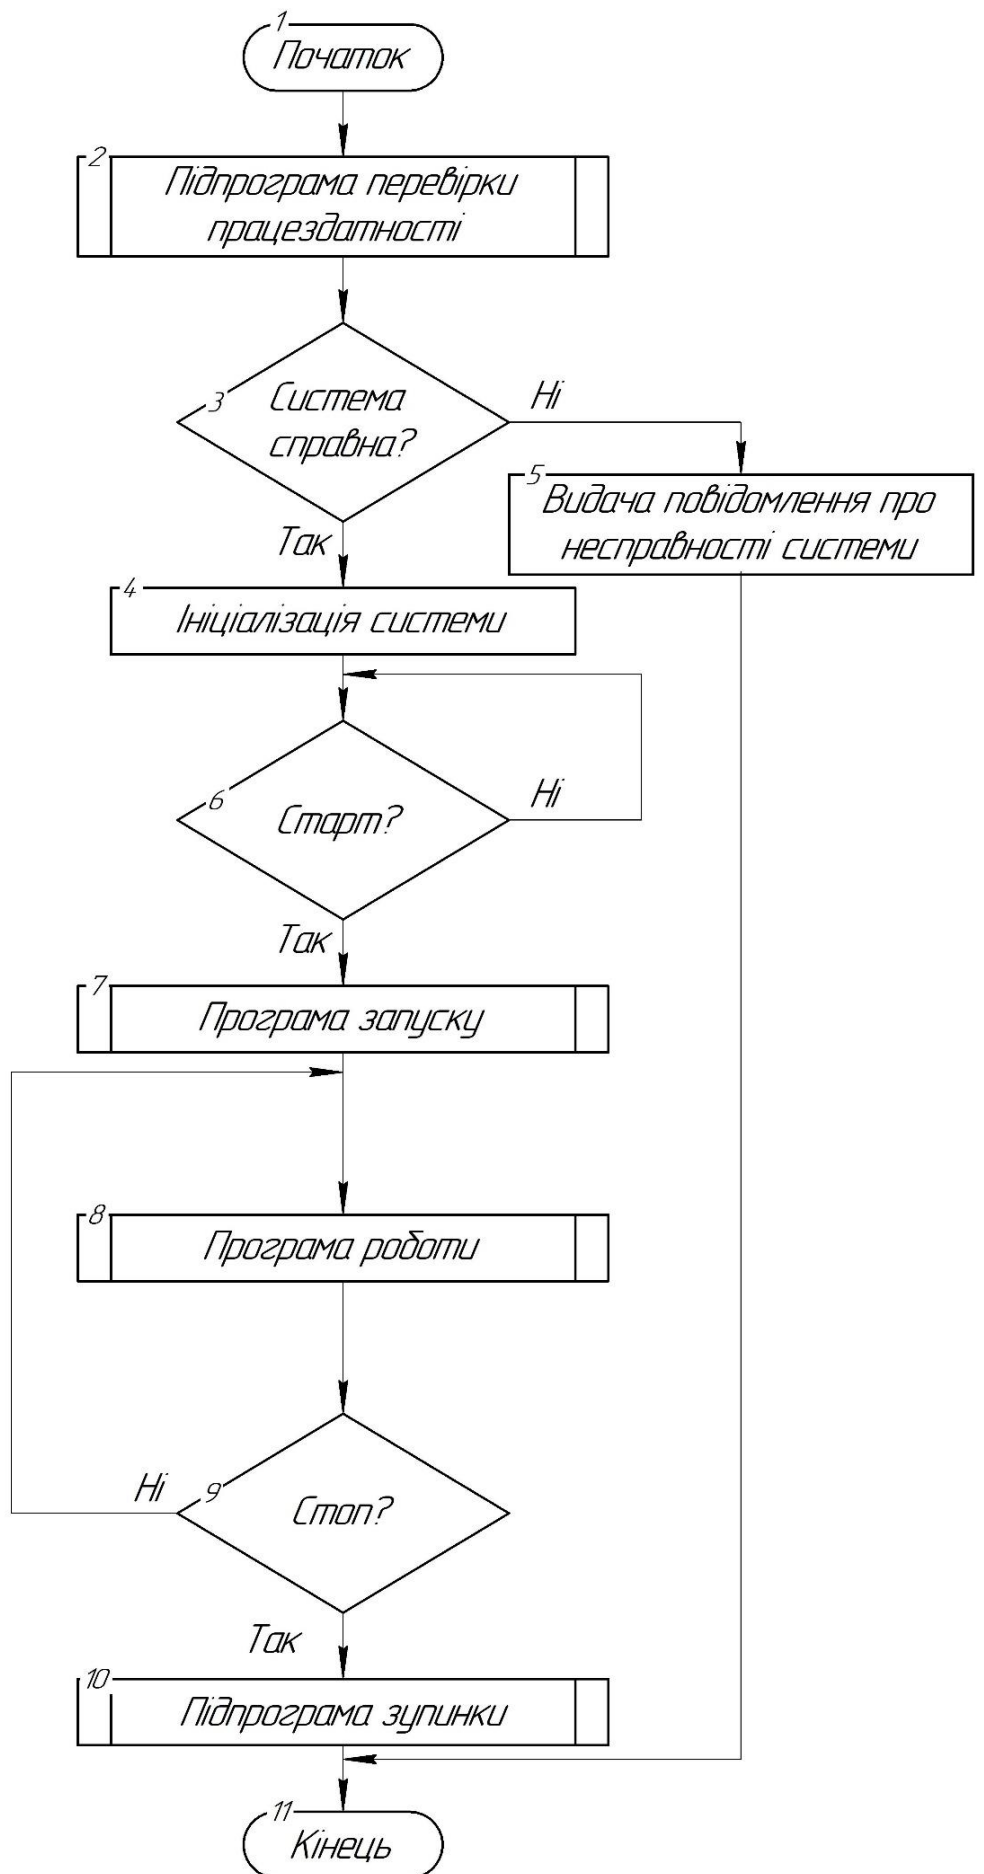 1
Початок
2
Підпрограма перевірки
працездатності
3
Система
справна?
Ні
Так
5
Видача повідомлення про
несправності системи
4
Ініціалізація системи
6
Старт?
Ні
Так
7
Програма запуску
8
Програма роботи
9
Стоп?
Ні
Так
10
Підпрограма зупинки
11
Кінець